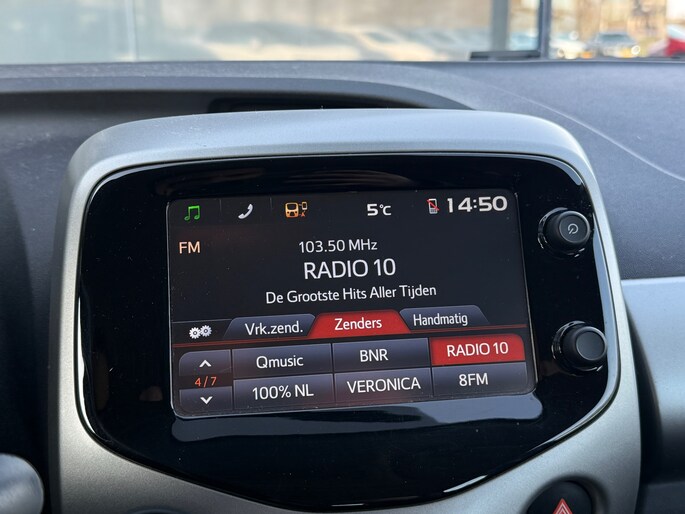 5°C 14:50
FM 103.50 MHz
RADIO 10
De Grootste Hits Aller Tijden
Vrk.zend. Zenders Handmatig
Qmusic BNR RADIO 10
4/7
100% NL VERONICA 8FM